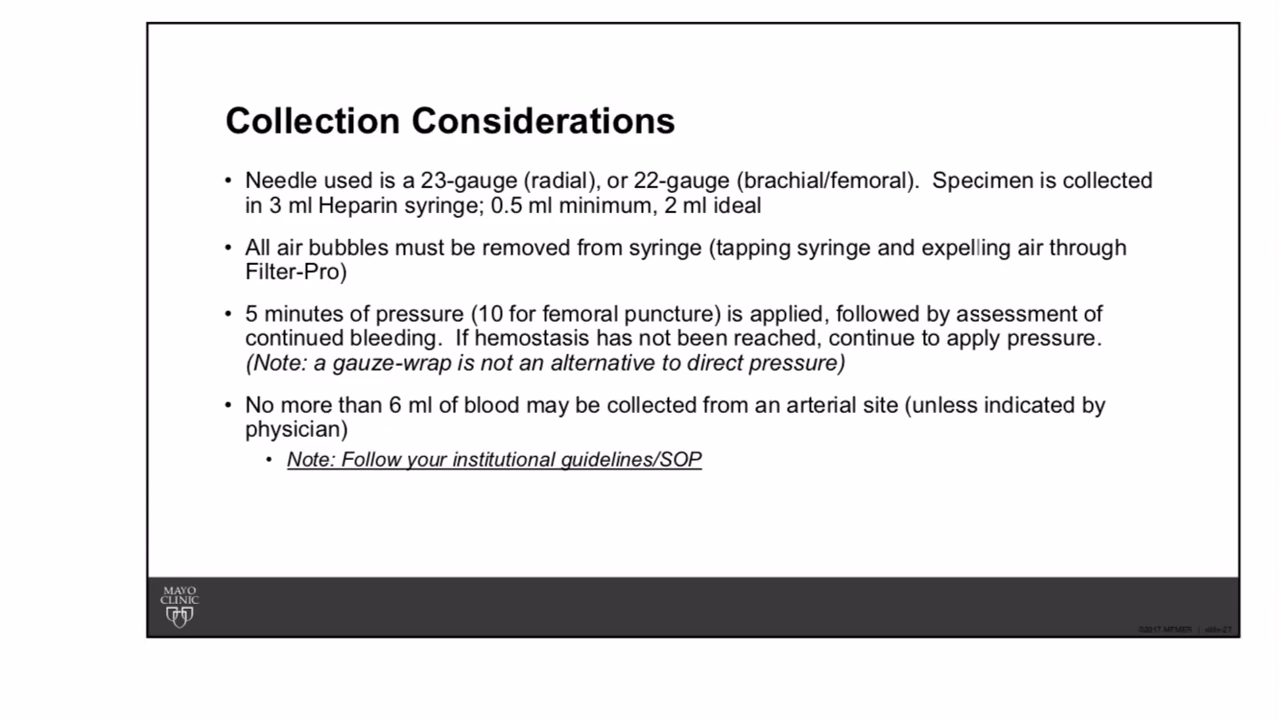 Collection Considerations
• Needle used is a 23-gauge (radial), or 22-gauge (brachial/femoral).  Specimen is collected
in 3 ml Heparin syringe; 0.5 ml minimum, 2 ml ideal
• All air bubbles must be removed from syringe (tapping syringe and expelling air through
Filter-Pro)
• 5 minutes of pressure (10 for femoral puncture) is applied, followed by assessment of
continued bleeding.  If hemostasis has not been reached, continue to apply pressure.
(Note: a gauze-wrap is not an alternative to direct pressure)
• No more than 6 ml of blood may be collected from an arterial site (unless indicated by
physician)
• Note: Follow your institutional guidelines/SOP
MAYO
CLINIC
©2017 MFMER | slide-27